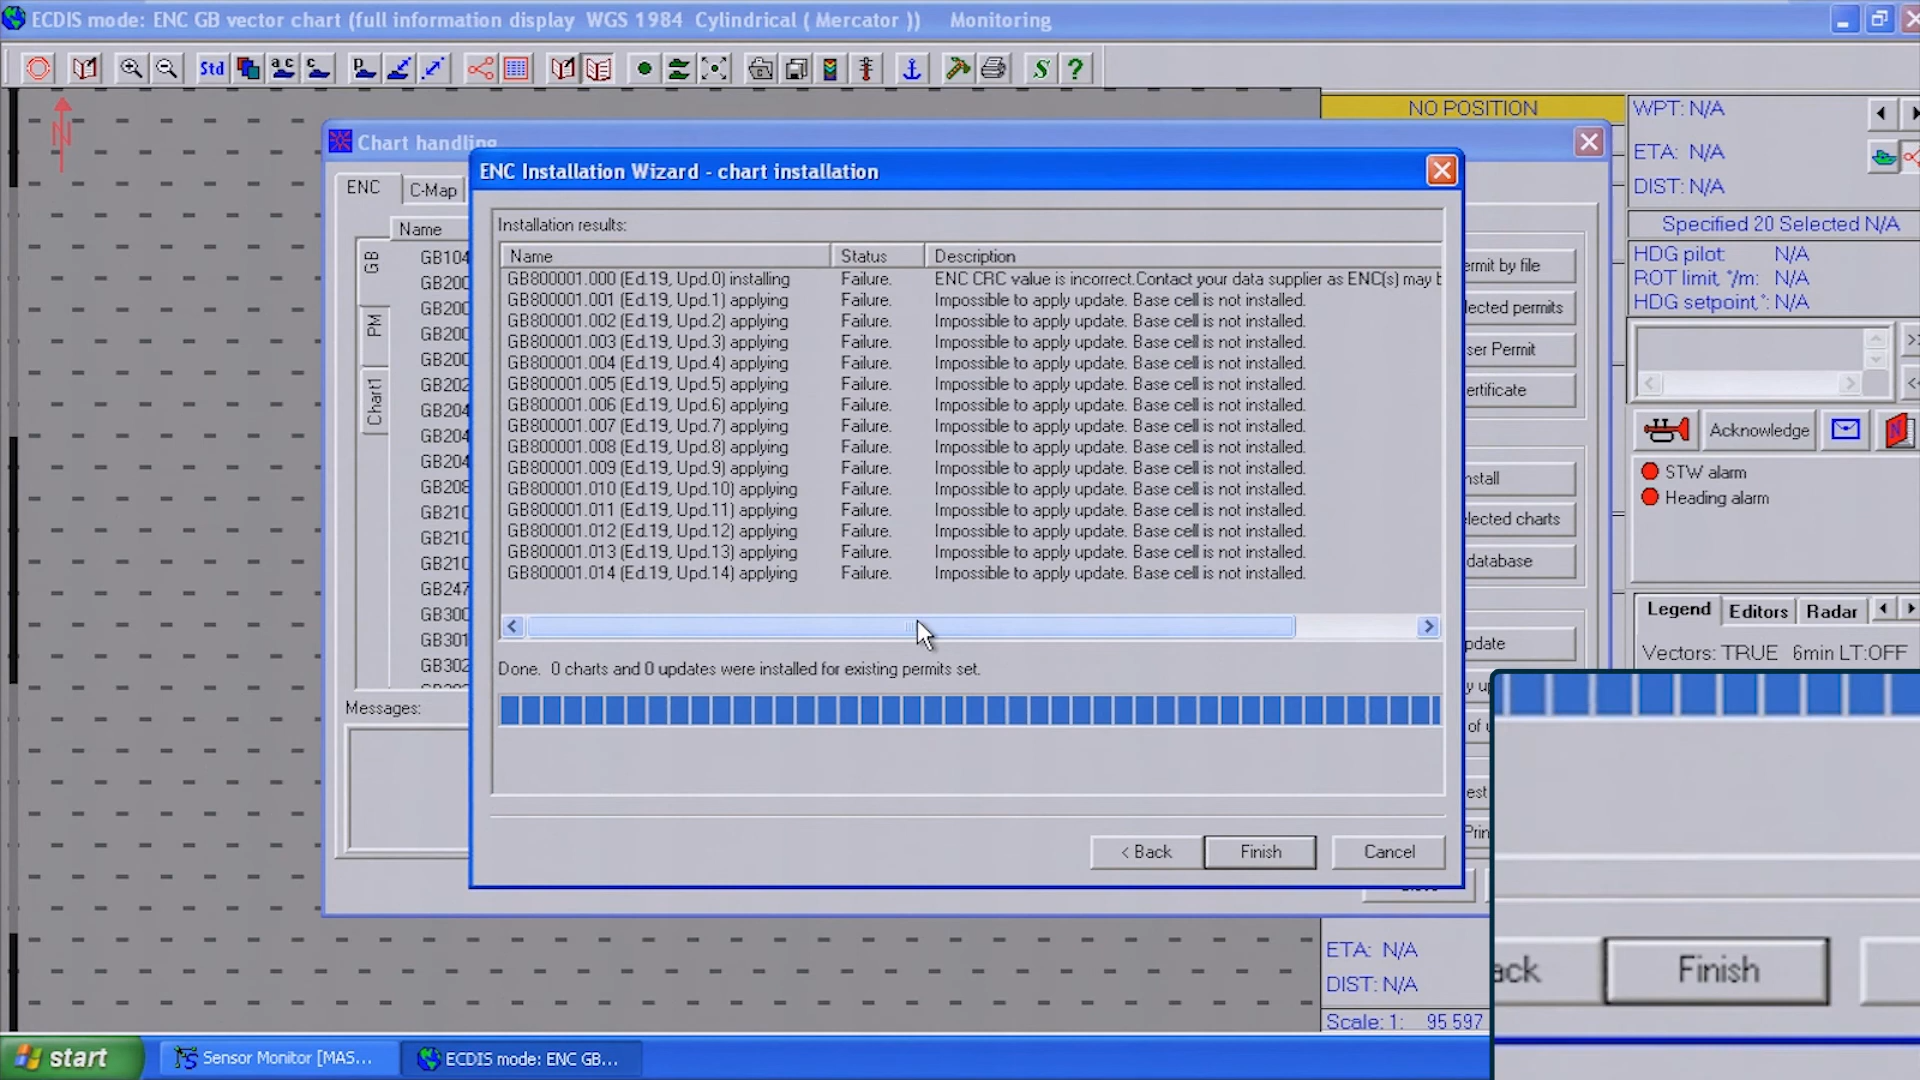 ECDIS mode: ENC GB vector chart (full information display WGS 1984 Cylindrical ( Mercator )) Monitoring
Std
N
Chart handling
ENC
C-Map
Name
GB
PM
Chart1
GB104
GB200
GB200
GB200
GB200
GB202
GB204
GB204
GB204
GB208
GB210
GB210
GB210
GB247
GB300
GB301
GB302
Messages:
ENC Installation Wizard - chart installation
Installation results:
Name Status Description
GB800001.000 (Ed.19, Upd.0) installing Failure. ENC CRC value is incorrect.Contact your data supplier as ENC(s) may b
GB800001.001 (Ed.19, Upd.1) applying Failure. Impossible to apply update. Base cell is not installed.
GB800001.002 (Ed.19, Upd.2) applying Failure. Impossible to apply update. Base cell is not installed.
GB800001.003 (Ed.19, Upd.3) applying Failure. Impossible to apply update. Base cell is not installed.
GB800001.004 (Ed.19, Upd.4) applying Failure. Impossible to apply update. Base cell is not installed.
GB800001.005 (Ed.19, Upd.5) applying Failure. Impossible to apply update. Base cell is not installed.
GB800001.006 (Ed.19, Upd.6) applying Failure. Impossible to apply update. Base cell is not installed.
GB800001.007 (Ed.19, Upd.7) applying Failure. Impossible to apply update. Base cell is not installed.
GB800001.008 (Ed.19, Upd.8) applying Failure. Impossible to apply update. Base cell is not installed.
GB800001.009 (Ed.19, Upd.9) applying Failure. Impossible to apply update. Base cell is not installed.
GB800001.010 (Ed.19, Upd.10) applying Failure. Impossible to apply update. Base cell is not installed.
GB800001.011 (Ed.19, Upd.11) applying Failure. Impossible to apply update. Base cell is not installed.
GB800001.012 (Ed.19, Upd.12) applying Failure. Impossible to apply update. Base cell is not installed.
GB800001.013 (Ed.19, Upd.13) applying Failure. Impossible to apply update. Base cell is not installed.
GB800001.014 (Ed.19, Upd.14) applying Failure. Impossible to apply update. Base cell is not installed.
Done. 0 charts and 0 updates were installed for existing permits set.
< Back
Finish
Cancel
ermit by file
lected permits
ser Permit
ertificate
nstall
lected charts
database
pdate
of u
est
Prin
NO POSITION
WPT: N/A
ETA: N/A
DIST: N/A
Specified 20 Selected N/A
HDG pilot: N/A
ROT limit, °/m: N/A
HDG setpoint,°: N/A
Acknowledge
STW alarm
Heading alarm
Legend Editors Radar
Vectors: TRUE 6min LT:OFF
ack
Finish
ETA: N/A
DIST: N/A
Scale: 1: 95 597
start
Sensor Monitor [MAS...
ECDIS mode: ENC GB...